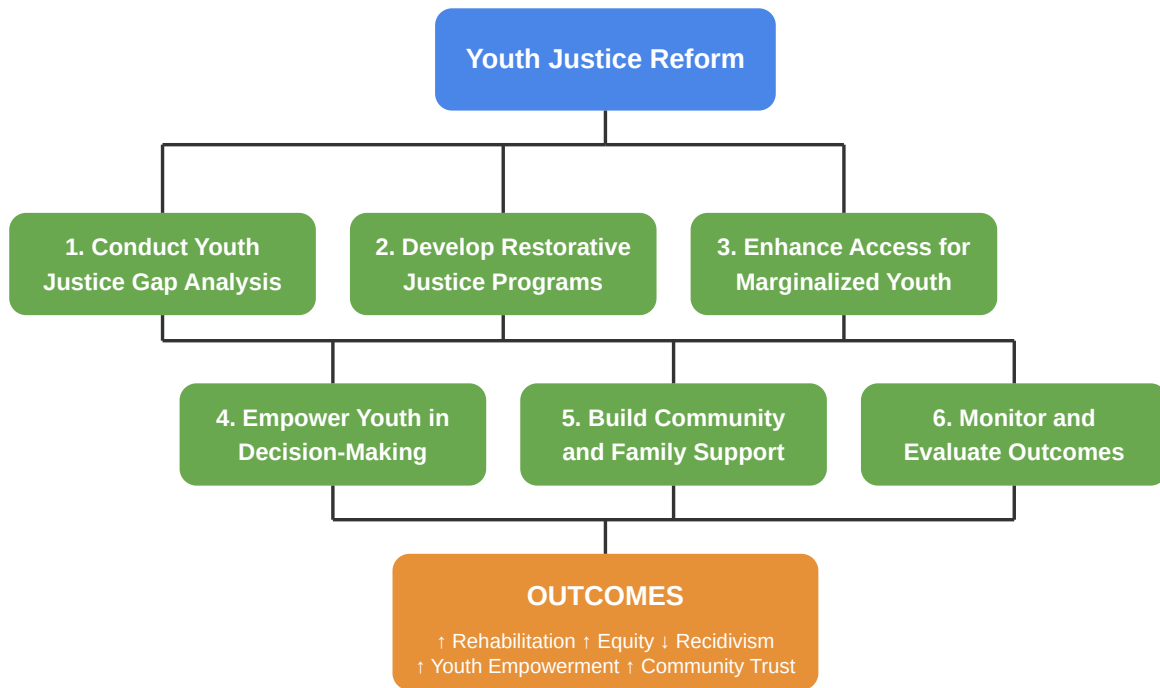 Youth Justice Reform
1. Conduct Youth
Justice Gap Analysis
2. Develop Restorative
Justice Programs
3. Enhance Access for
Marginalized Youth
4. Empower Youth in
Decision-Making
5. Build Community
and Family Support
6. Monitor and
Evaluate Outcomes
OUTCOMES
↑ Rehabilitation ↑ Equity ↓ Recidivism
↑ Youth Empowerment ↑ Community Trust